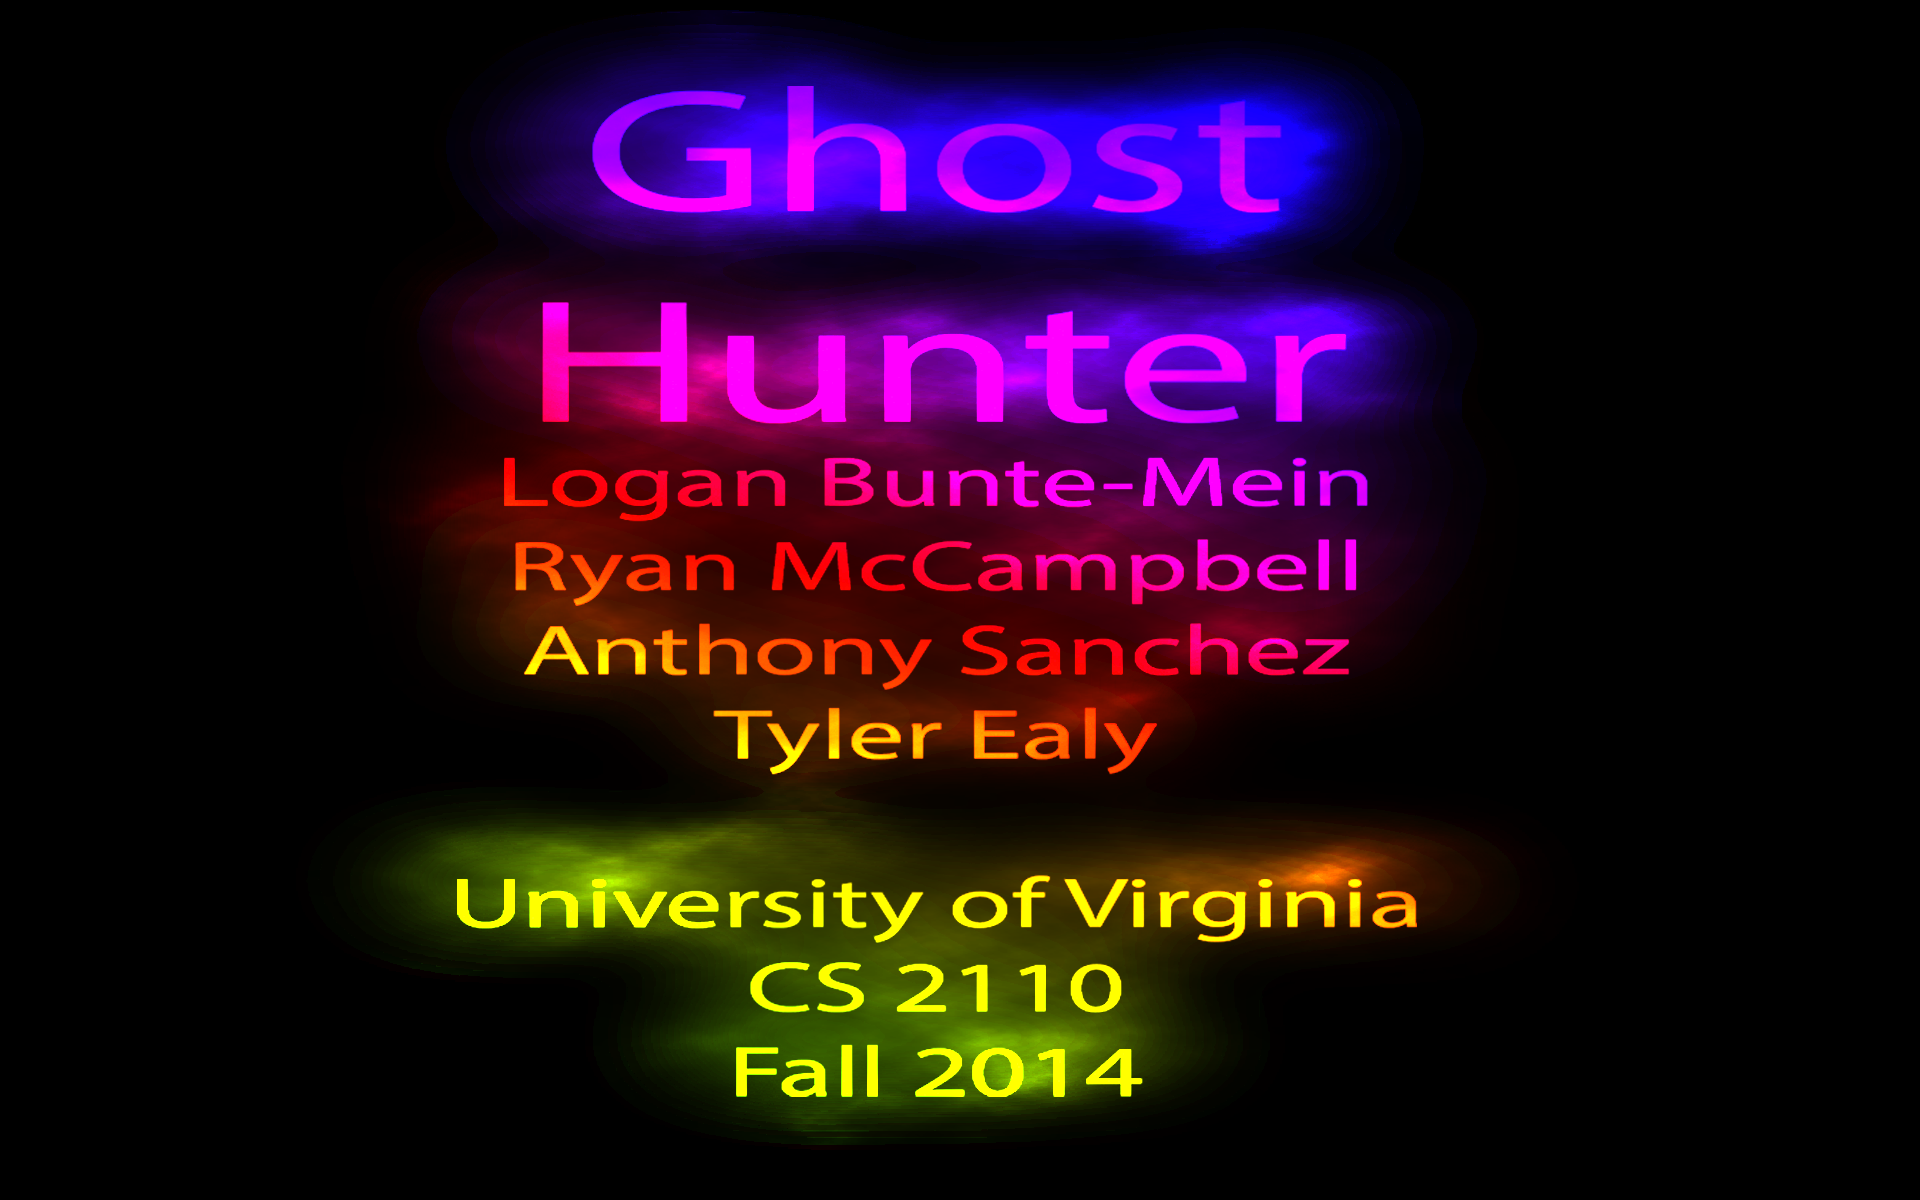 Ghost
Hunter
Logan Bunte-Mein
Ryan McCampbell
Anthony Sanchez
Tyler Ealy
University of Virginia
CS 2110
Fall 2014